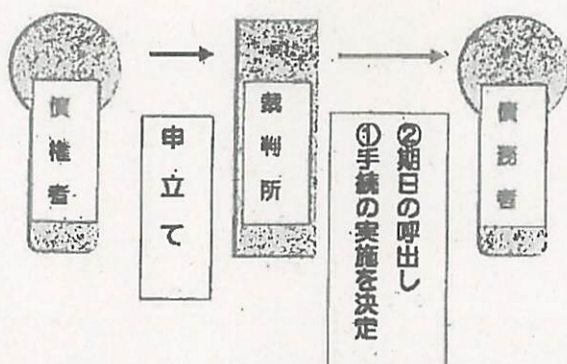 債権者
申立て
裁判所
②期日の呼出し
①手続の実施を決定
債務者